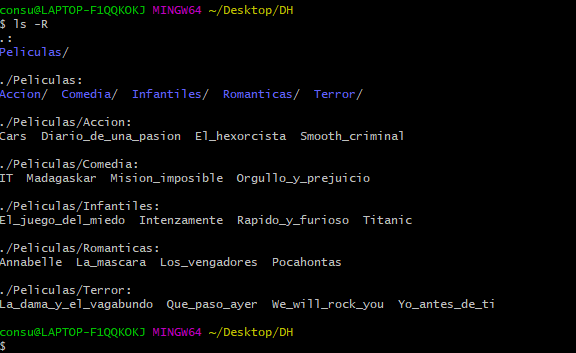 consu@LAPTOP-F1QQKOKJ MINGW64 ~/Desktop/DH
$ ls -R
.:
Peliculas/
./Peliculas:
Accion/  Comedia/  Infantiles/  Romanticas/  Terror/
./Peliculas/Accion:
Cars  Diario_de_una_pasion  El_hexorcista  Smooth_criminal
./Peliculas/Comedia:
IT  Madagaskar  Mision_imposible  Orgullo_y_prejuicio
./Peliculas/Infantiles:
El_juego_del_miedo  Intenzamente  Rapido_y_furioso  Titanic
./Peliculas/Romanticas:
Annabelle  La_mascara  Los_vengadores  Pocahontas
./Peliculas/Terror:
La_dama_y_el_vagabundo  Que_paso_ayer  We_will_rock_you  Yo_antes_de_ti
consu@LAPTOP-F1QQKOKJ MINGW64 ~/Desktop/DH
$